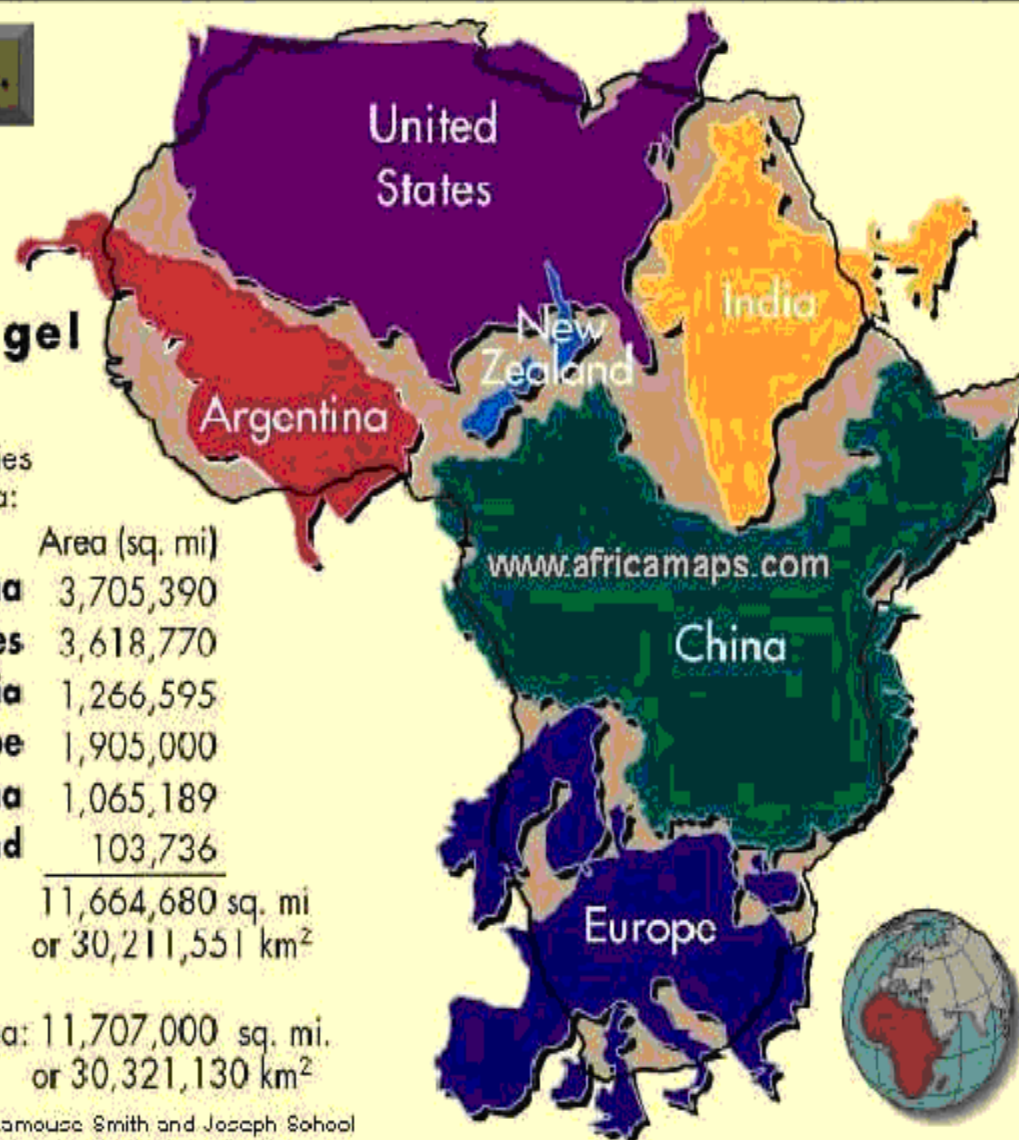 United
States
India
gel
New
Zealand
Argentina
ies
a:
Area (sq. mi)
a 3,705,390
es 3,618,770
ia 1,266,595
pe 1,905,000
a 1,065,189
d 103,736
www.africamaps.com
China
11,664,680 sq. mi
or 30,211,551 km²
Europe
a: 11,707,000 sq. mi.
or 30,321,130 km²
Smith and Joseph School